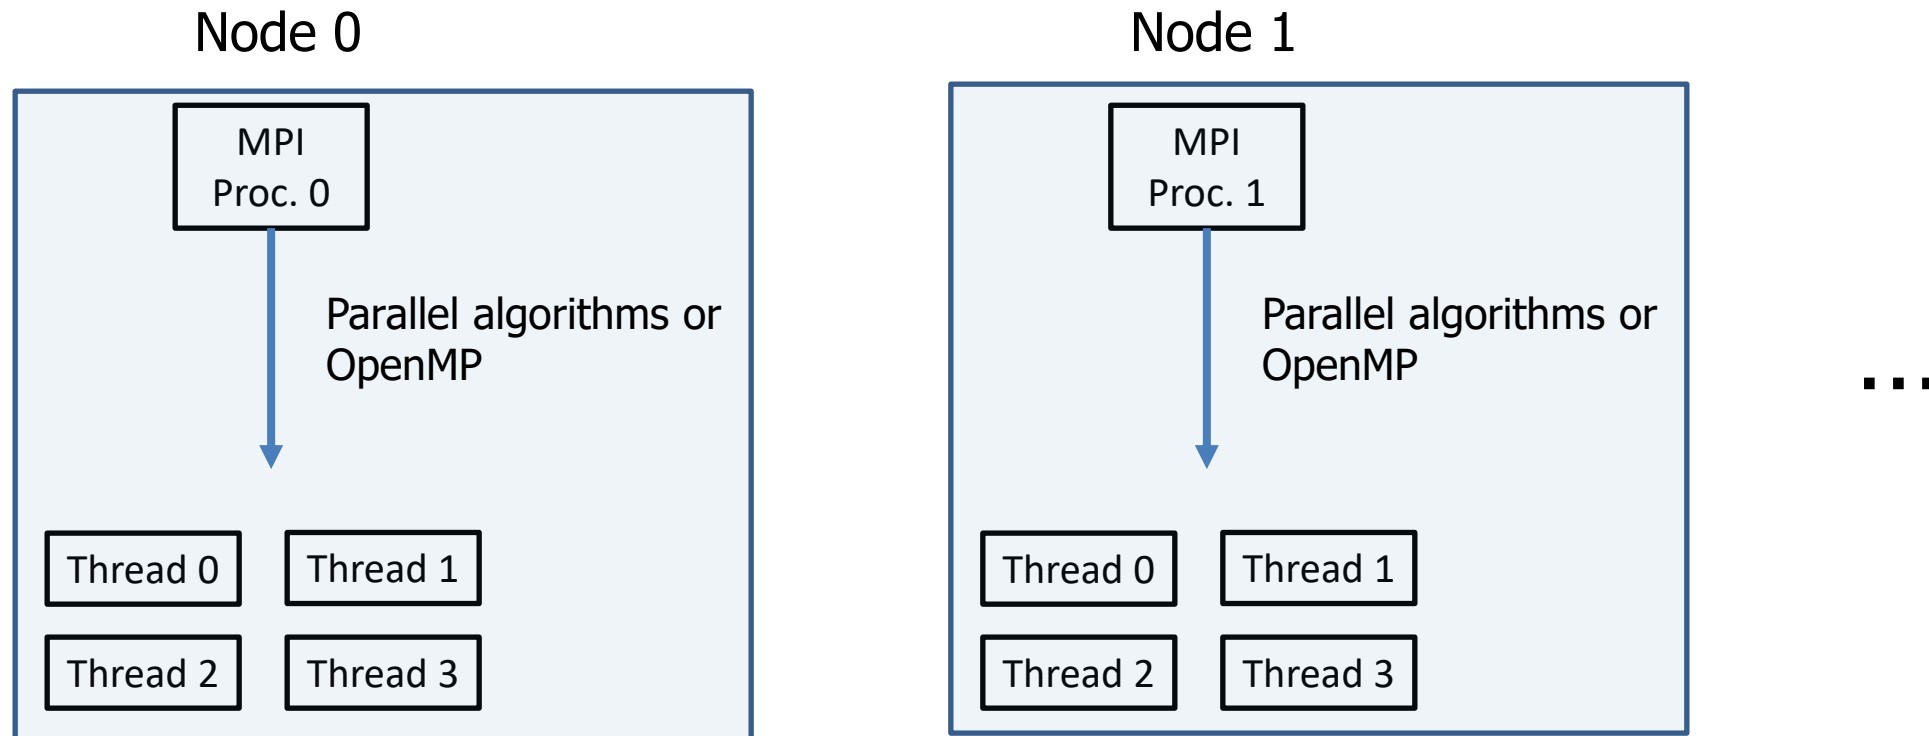 Node 0
MPI
Proc. 0
Parallel algorithms or
OpenMP
Thread 0
Thread 1
Thread 2
Thread 3
Node 1
MPI
Proc. 1
Parallel algorithms or
OpenMP
Thread 0
Thread 1
Thread 2
Thread 3
...